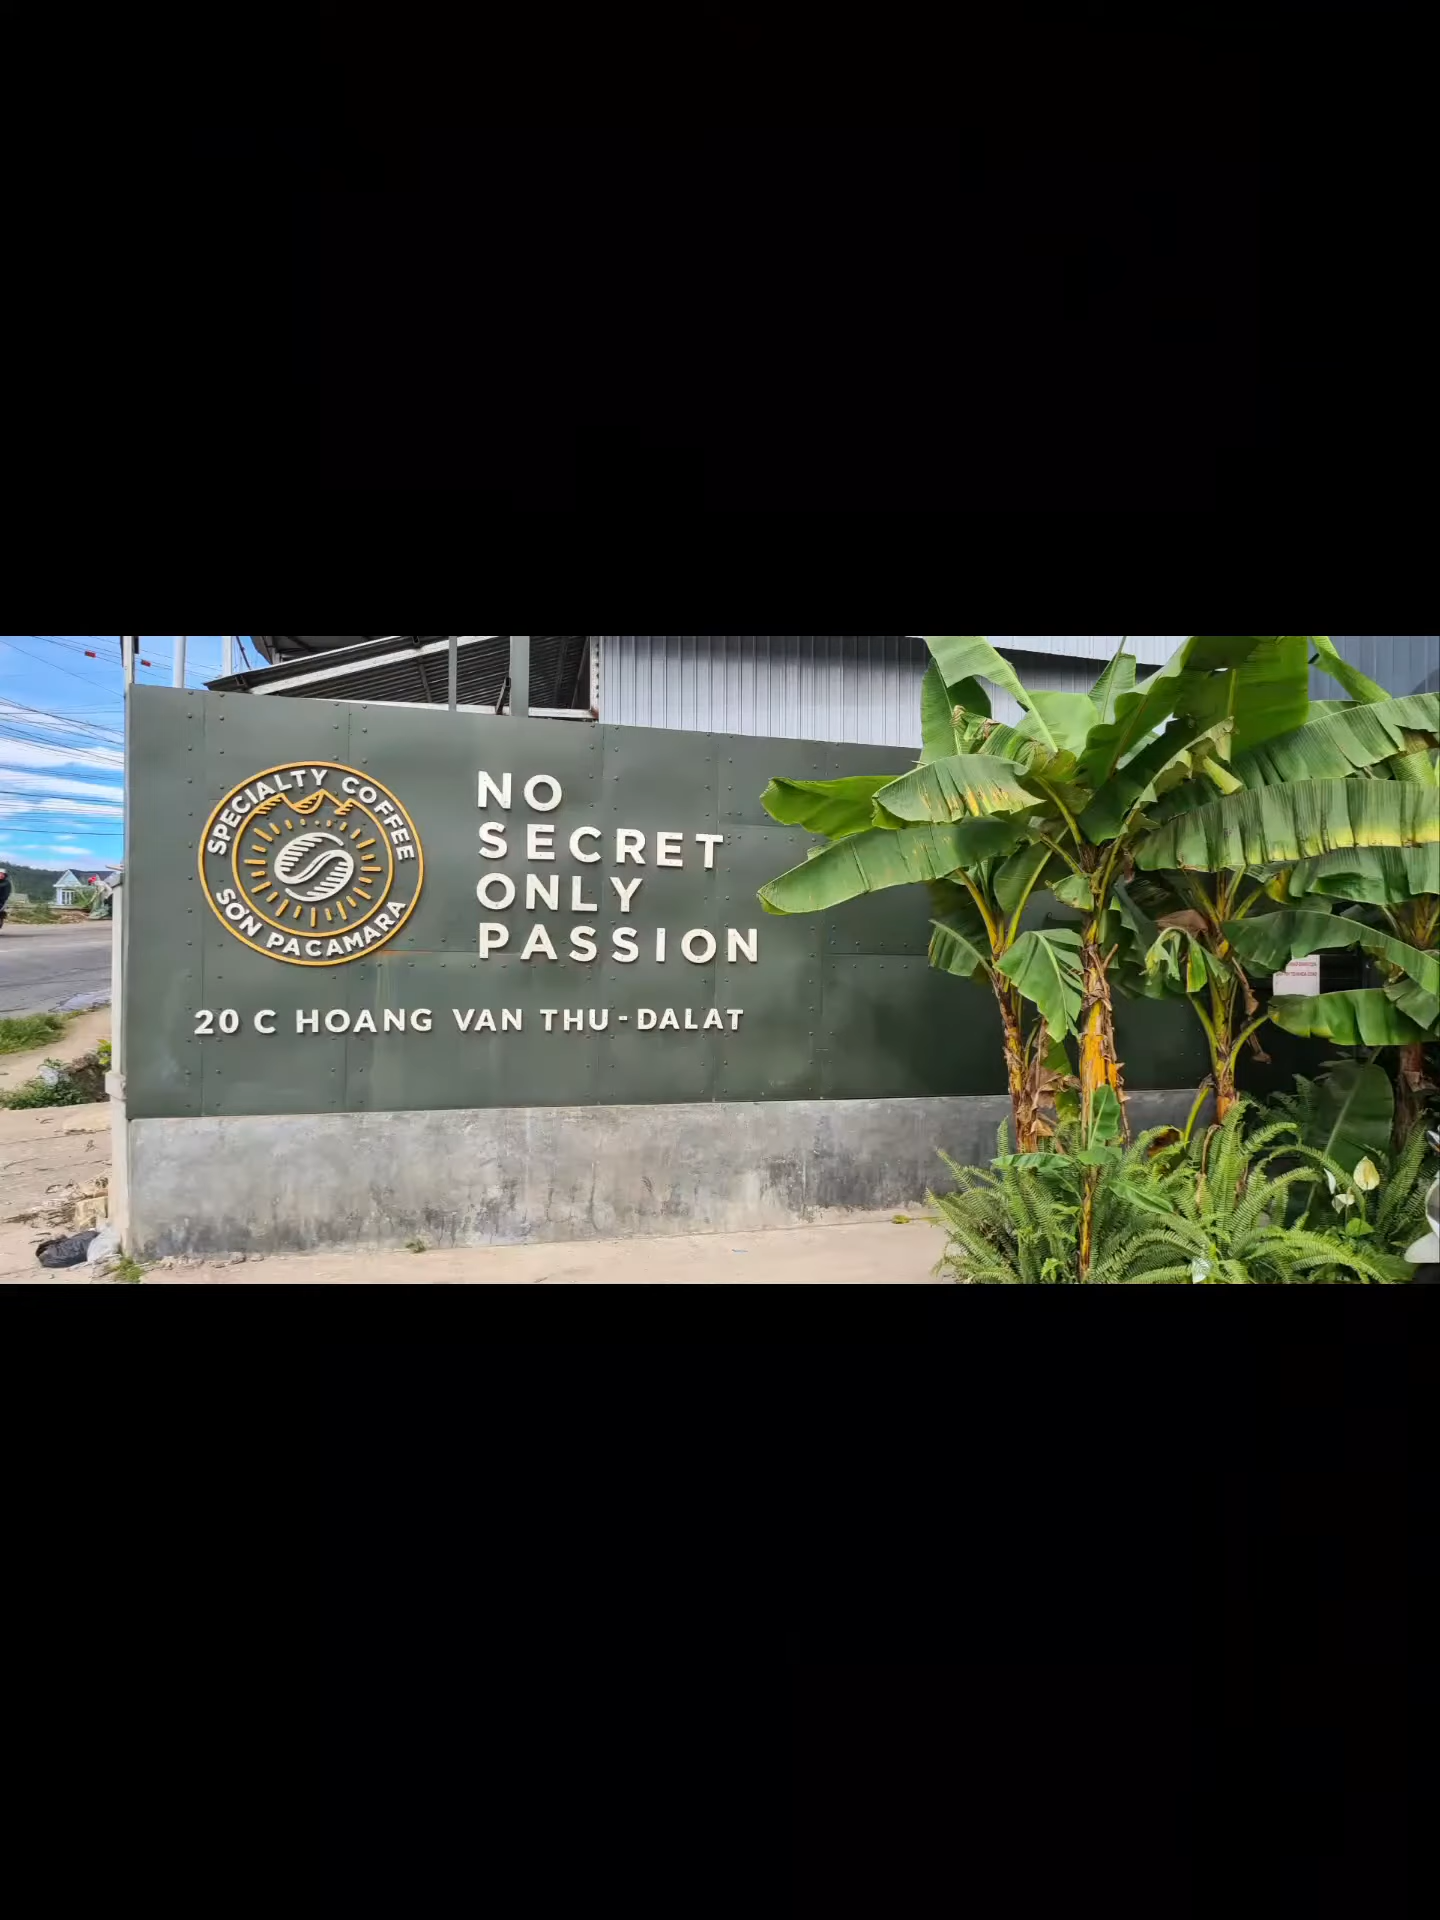 SPECIALTY COFFEE
SƠN PACAMARA
NO
SECRET
ONLY
PASSION
20 C HOANG VAN THU - DALAT